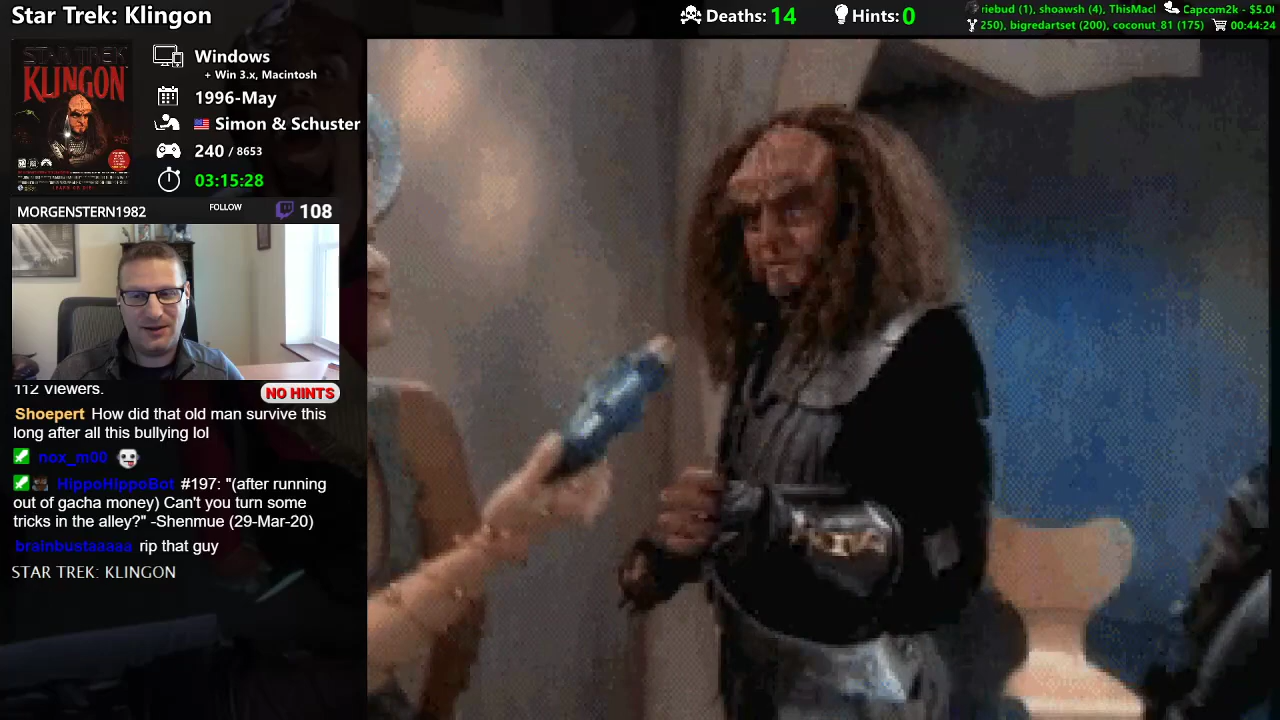 Star Trek: Klingon
Deaths: 14
Hints: 0
riebud (1), shoawsh (4), ThisMacl
Capcom2k - $5.00
250), bigredartset (200), coconut_81 (175)
00:44:24
STAR TREK
KLINGON
Windows
+ Win 3.x, Macintosh
1996-May
Simon & Schuster
240 / 8653
03:15:28
MORGENSTERN1982
FOLLOW
108
112 Viewers.
NO HINTS
Shoepert How did that old man survive this
long after all this bullying lol
nox_m00
HippoHippoBot #197: "(after running
out of gacha money) Can't you turn some
tricks in the alley?" -Shenmue (29-Mar-20)
brainbustaaaaa rip that guy
STAR TREK: KLINGON